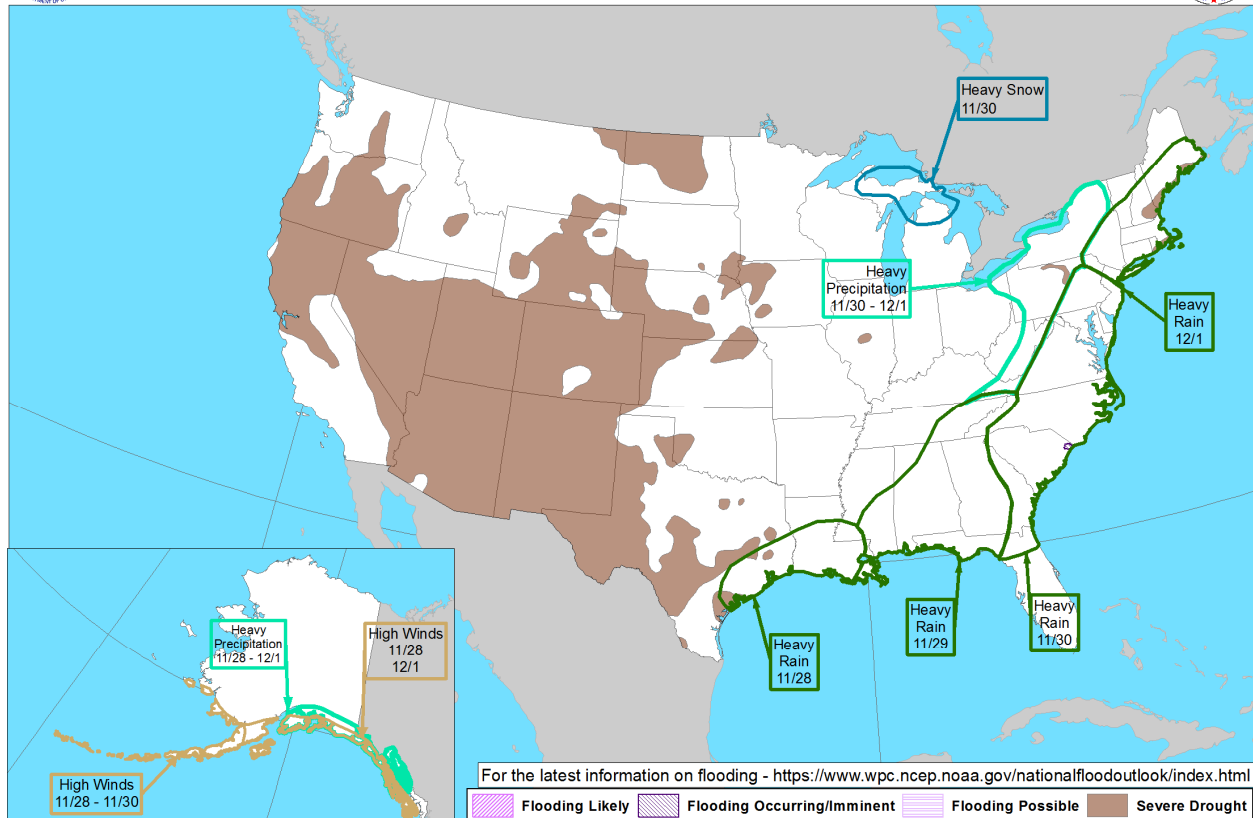 Heavy Snow
11/30
Heavy
Precipitation
11/30 - 12/1
Heavy
Rain
12/1
Heavy
Precipitation
11/28 - 12/1
High Winds
11/28
12/1
Heavy
Rain
11/28
Heavy
Rain
11/29
Heavy
Rain
11/30
High Winds
11/28 - 11/30
For the latest information on flooding - https://www.wpc.ncep.noaa.gov/nationalfloodoutlook/index.html
Flooding Likely
Flooding Occurring/Imminent
Flooding Possible
Severe Drought